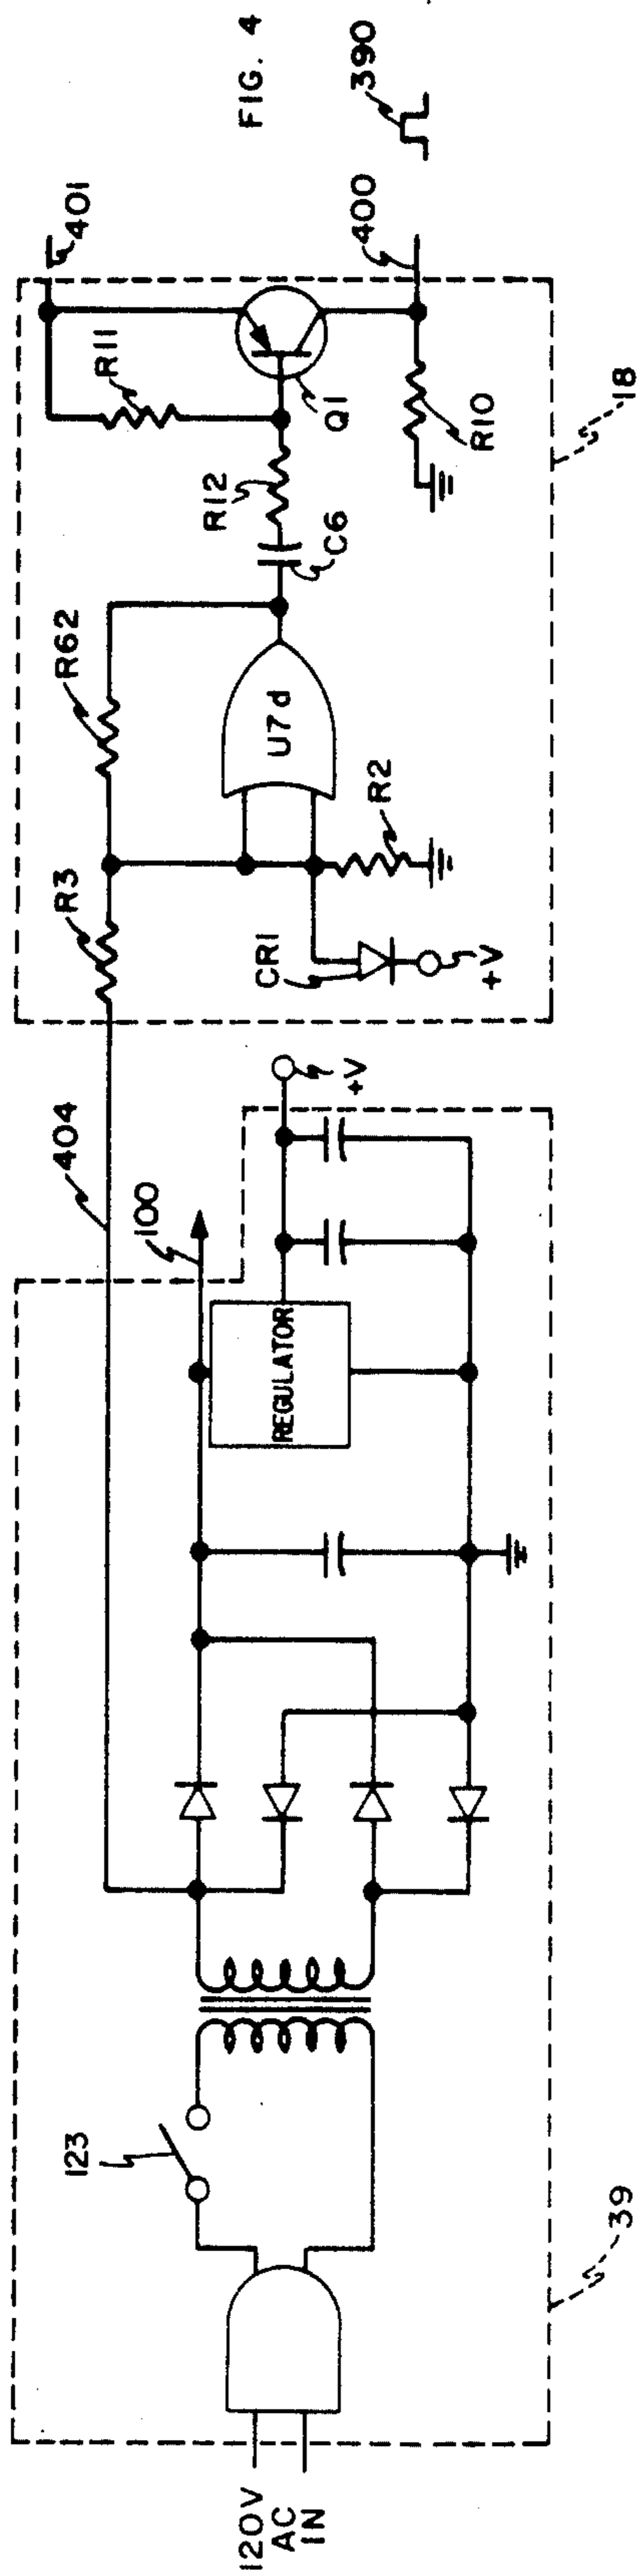 FIG. 4
390
401
400
R11
Q1
R10
R12
C6
18
R62
U7d
R2
R3
CR1
+V
404
100
+V
REGULATOR
123
39
120V
AC
IN